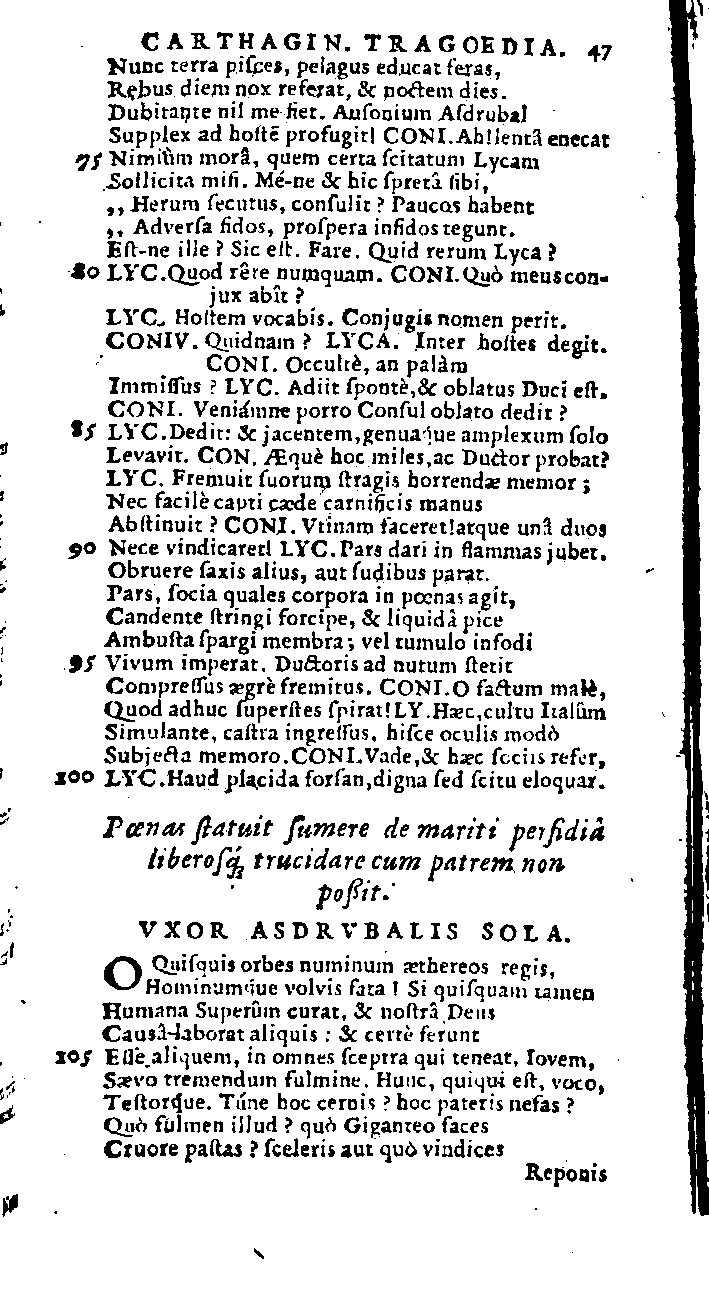 CARTHAGIN. TRAGOEDIA. 47
Nunc terra piſces, pelagus educat feras,
Rebus diem nox referat, & noctem dies.
Dubitante nil me fiet. Auſonium Aſdrubal
Supplex ad hoſtē profugit! CONI. Ahllentâ enecat
75 Nimiùm morâ, quem certa ſcitatum Lycam
Sollicita miſi. Mé-ne & hic ſpretâ ſibi,
,, Herum ſecutus, conſulit? Paucos habent
,, Adverſa fidos, proſpera infidos tegunt.
Eſt-ne ille? Sic eſt. Fare. Quid rerum Lyca?
80 LYC. Quod rêre numquam. CONI. Quò meus con-
jux abît?
LYC. Hoſtem vocabis. Conjugis nomen perit.
CONIV. Quidnam? LYCA. Inter hoſtes degit.
CONI. Occultè, an palàm
Immiſſus? LYC. Adiit ſpontè, & oblatus Duci eſt.
CONI. Veniámne porro Conſul oblato dedit?
85 LYC. Dedit: & jacentem, genuaque amplexum ſolo
Levavit. CON. Æquè hoc miles, ac Ductor probat?
LYC. Fremuit ſuorum ſtragis horrendæ memor;
Nec facilè capti cæde carnificis manus
Abſtinuit? CONI. Vtinam faceret! atque unâ duos
90 Nece vindicaret! LYC. Pars dari in flammas jubet.
Obruere ſaxis alius, aut ſudibus parat.
Pars, ſocia quales corpora in pœnas agit,
Candente ſtringi forcipe, & liquidâ pice
Ambuſta ſpargi membra; vel tumulo infodi
95 Vivum imperat. Ductoris ad nutum ſtetit
Compreſſus ægrè fremitus. CONI. O factum malè,
Quod adhuc ſuperſtes ſpirat! LY. Hæc, cultu Italûm
Simulante, caſtra ingreſſus, hiſce oculis modò
Subjecta memoro. CONI. Vade, & hæc ſociis refer,
100 LYC. Haud placida forſan, digna ſed ſcitu eloquar.
Pœnas ſtatuit ſumere de mariti perfidiâ
liberoſq́; trucidare cum patrem non
poßit.
VXOR ASDRVBALIS SOLA.
O Quiſquis orbes numinum æthereos regis,
Hominumque volvis fata! Si quiſquam tamen
Humana Superûm curat, & noſtrâ Deus
Causâ laborat aliquis: & certè ferunt
105 Eſſe aliquem, in omnes ſceptra qui teneat, Iovem,
Sævo tremendum fulmine. Hunc, quiqui eſt, voco,
Teſtorque. Túne hoc cernis? hoc pateris nefas?
Quò fulmen illud? quò Giganteo faces
Cruore paſtas? ſceleris aut quò vindices
Reponis